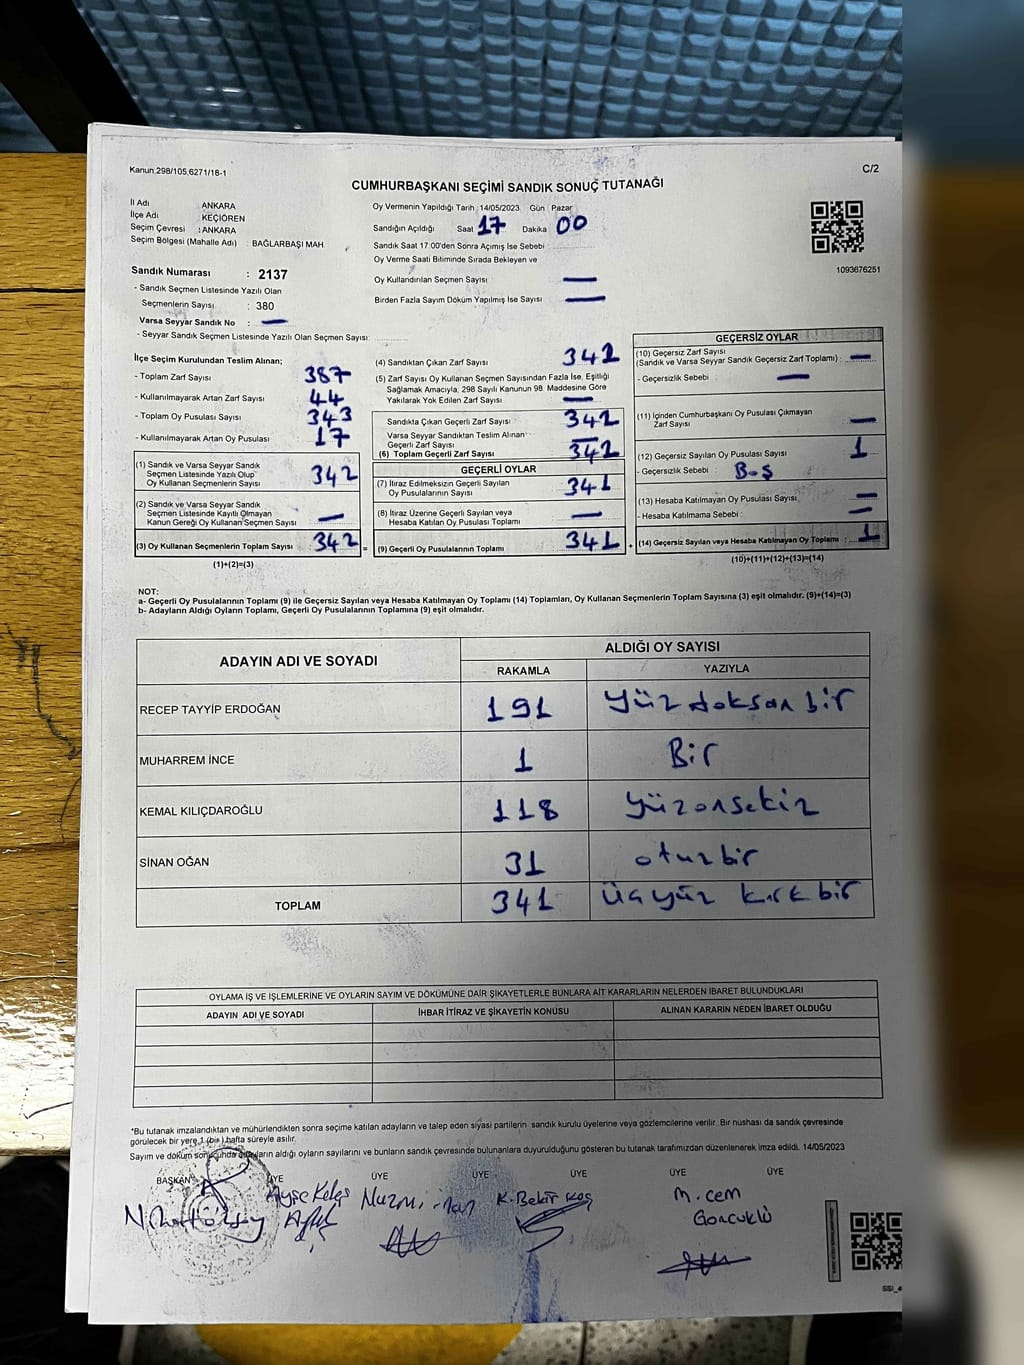 Kanun:298/105,6271/18-1
C/2
CUMHURBAŞKANI SEÇİMİ SANDIK SONUÇ TUTANAĞI
İl Adı ANKARA
İlçe Adı KEÇİÖREN
Seçim Çevresi : ANKARA
Seçim Bölgesi (Mahalle Adı) : BAĞLARBAŞI MAH.
Sandık Numarası : 2137
- Sandık Seçmen Listesinde Yazılı Olan
Seçmenlerin Sayısı : 380
Varsa Seyyar Sandık No : —
- Seyyar Sandık Seçmen Listesinde Yazılı Olan Seçmen Sayısı:
Oy Vermenin Yapıldığı Tarih 14/05/2023 Gün Pazar
Sandığın Açıldığı Saat 17 Dakika 00
Sandık Saat 17:00'den Sonra Açımış İse Sebebi
Oy Verme Saati Bitiminde Sırada Bekleyen ve
Oy Kullandırılan Seçmen Sayısı —
Birden Fazla Sayım Döküm Yapılmış İse Sayısı —
1093676251
İlçe Seçim Kurulundan Teslim Alınan;
- Toplam Zarf Sayısı 387
- Kullanılmayarak Artan Zarf Sayısı 44
- Toplam Oy Pusulası Sayısı 343
- Kullanılmayarak Artan Oy Pusulası 17
(1) Sandık ve Varsa Seyyar Sandık
Seçmen Listesinde Yazılı Olup
Oy Kullanan Seçmenlerin Sayısı 342
(2) Sandık ve Varsa Seyyar Sandık
Seçmen Listesinde Kayıtlı Olmayan
Kanun Gereği Oy Kullanan Seçmen Sayısı —
(3) Oy Kullanan Seçmenlerin Toplam Sayısı 342 =
(1)+(2)=(3)
(4) Sandıktan Çıkan Zarf Sayısı 342
(5) Zarf Sayısı Oy Kullanan Seçmen Sayısından Fazla İse, Eşitliği
Sağlamak Amacıyla, 298 Sayılı Kanunun 98. Maddesine Göre
Yakılarak Yok Edilen Zarf Sayısı —
Sandıkta Çıkan Geçerli Zarf Sayısı 342
Varsa Seyyar Sandıktan Teslim Alınan
Geçerli Zarf Sayısı —
(6) Toplam Geçerli Zarf Sayısı 342
GEÇERLİ OYLAR
(7) İtiraz Edilmeksizin Geçerli Sayılan
Oy Pusulalarının Sayısı 341
(8) İtiraz Üzerine Geçerli Sayılan veya
Hesaba Katılan Oy Pusulası Toplamı —
(9) Geçerli Oy Pusulalarının Toplamı 341 +
GEÇERSİZ OYLAR
(10) Geçersiz Zarf Sayısı
(Sandık ve Varsa Seyyar Sandık Geçersiz Zarf Toplamı) : —
- Geçersizlik Sebebi : —
(11) İçinden Cumhurbaşkanı Oy Pusulası Çıkmayan
Zarf Sayısı —
(12) Geçersiz Sayılan Oy Pusulası Sayısı 1
- Geçersizlik Sebebi : Boş
(13) Hesaba Katılmayan Oy Pusulası Sayısı —
- Hesaba Katılmama Sebebi : —
(14) Geçersiz Sayılan veya Hesaba Katılmayan Oy Toplamı : 1
(10)+(11)+(12)+(13)=(14)
NOT:
a- Geçerli Oy Pusulalarının Toplamı (9) ile Geçersiz Sayılan veya Hesaba Katılmayan Oy Toplamı (14) Toplamları, Oy Kullanan Seçmenlerin Toplam Sayısına (3) eşit olmalıdır. (9)+(14)=(3)
b- Adayların Aldığı Oyların Toplamı, Geçerli Oy Pusulalarının Toplamına (9) eşit olmalıdır.
ADAYIN ADI VE SOYADI ALDIĞI OY SAYISI
RAKAMLA YAZIYLA
RECEP TAYYİP ERDOĞAN 191 Yüzdoksan bir
MUHARREM İNCE 1 Bir
KEMAL KILIÇDAROĞLU 118 Yüzonsekiz
SİNAN OĞAN 31 otuzbir
TOPLAM 341 üçyüz kırkbir
OYLAMA İŞ VE İŞLEMLERİNE VE OYLARIN SAYIM VE DÖKÜMÜNE DAİR ŞİKAYETLERLE BUNLARA AİT KARARLARIN NELERDEN İBARET BULUNDUKLARI
ADAYIN ADI VE SOYADI İHBAR İTİRAZ VE ŞİKAYETİN KONUSU ALINAN KARARIN NEDEN İBARET OLDUĞU
*Bu tutanak imzalandıktan ve mühürlendikten sonra seçime katılan adayların ve talep eden siyasi partilerin sandık kurulu üyelerine veya gözlemcilerine verilir. Bir nüshası da sandık çevresinde
görülecek bir yere 1 (bir) hafta süreyle asılır.
Sayım ve döküm sonucunda adayların aldığı oyların sayılarını ve bunların sandık çevresinde bulunanlara duyurulduğunu gösteren bu tutanak tarafımızdan düzenlenerek imza edildi. 14/05/2023
BAŞKAN ÜYE ÜYE ÜYE ÜYE ÜYE ÜYE
Ayşe Keleş Nuzmi K. Bekir Koç M. Cem
Goncuklü